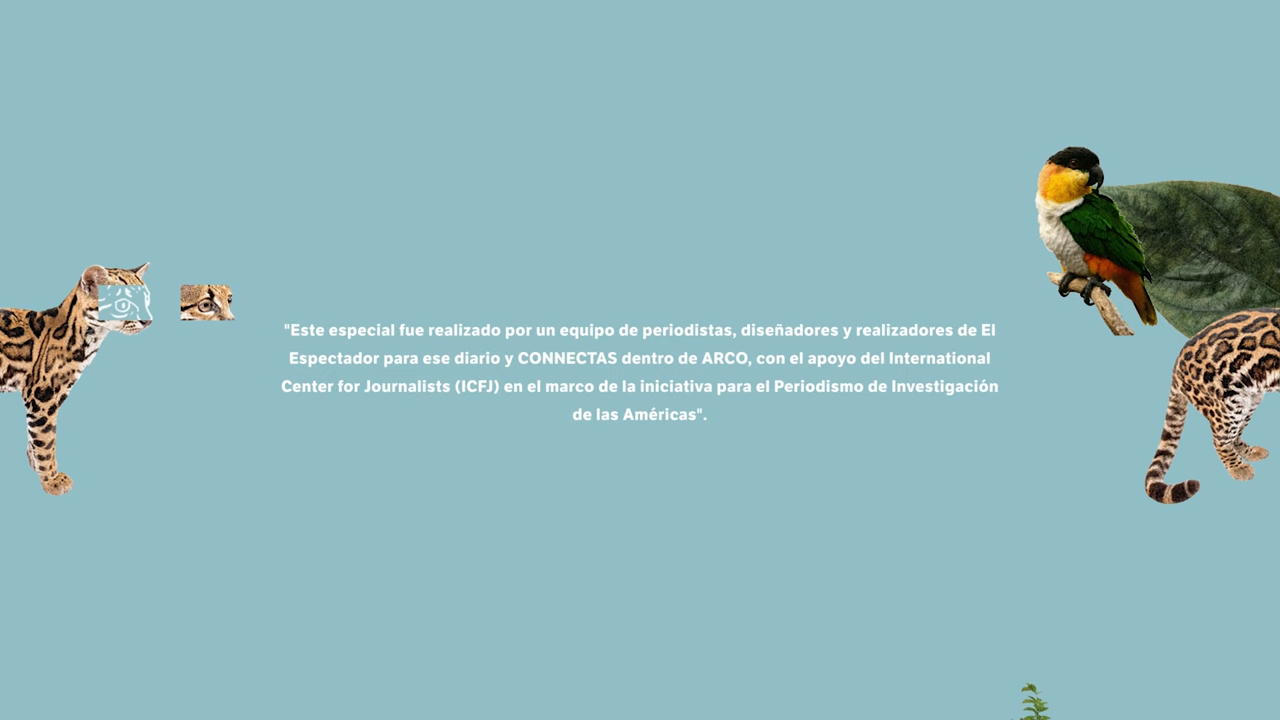 "Este especial fue realizado por un equipo de periodistas, diseñadores y realizadores de El
Espectador para ese diario y CONNECTAS dentro de ARCO, con el apoyo del International
Center for Journalists (ICFJ) en el marco de la iniciativa para el Periodismo de Investigación
de las Américas".